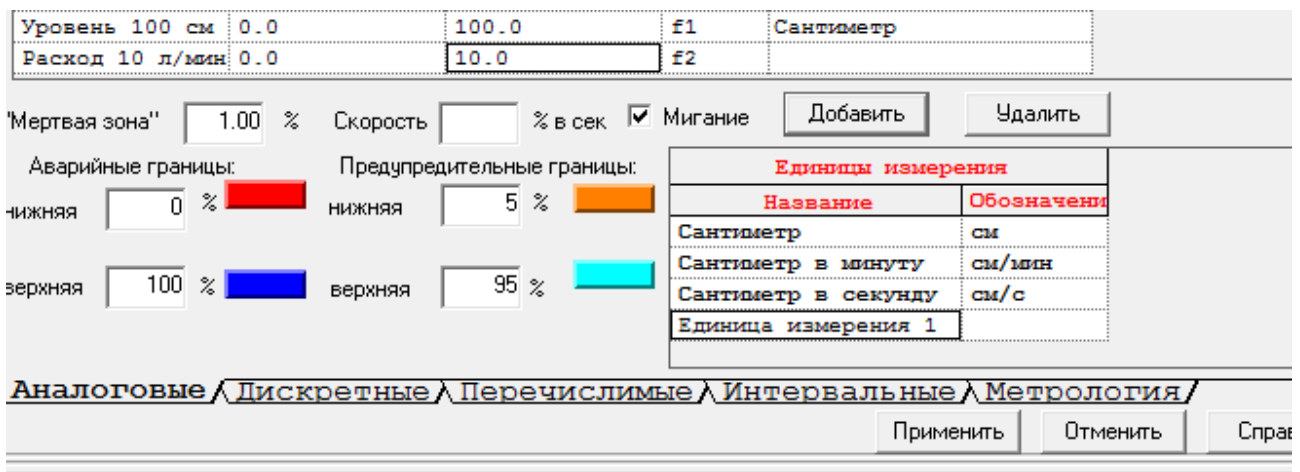 Уровень 100 см 0.0 100.0 f1 Сантиметр
Расход 10 л/мин 0.0 10.0 f2
"Мертвая зона" 1.00 % Скорость % в сек Мигание Добавить Удалить
Аварийные границы: Предупредительные границы: Единицы измерения
Название Обозначени
нижняя 0 % нижняя 5 %
Сантиметр см
Сантиметр в минуту см/мин
верхняя 100 % верхняя 95 %
Сантиметр в секунду см/с
Единица измерения 1
Аналоговые Дискретные Перечислимые Интервальные Метрология
Применить Отменить Справ